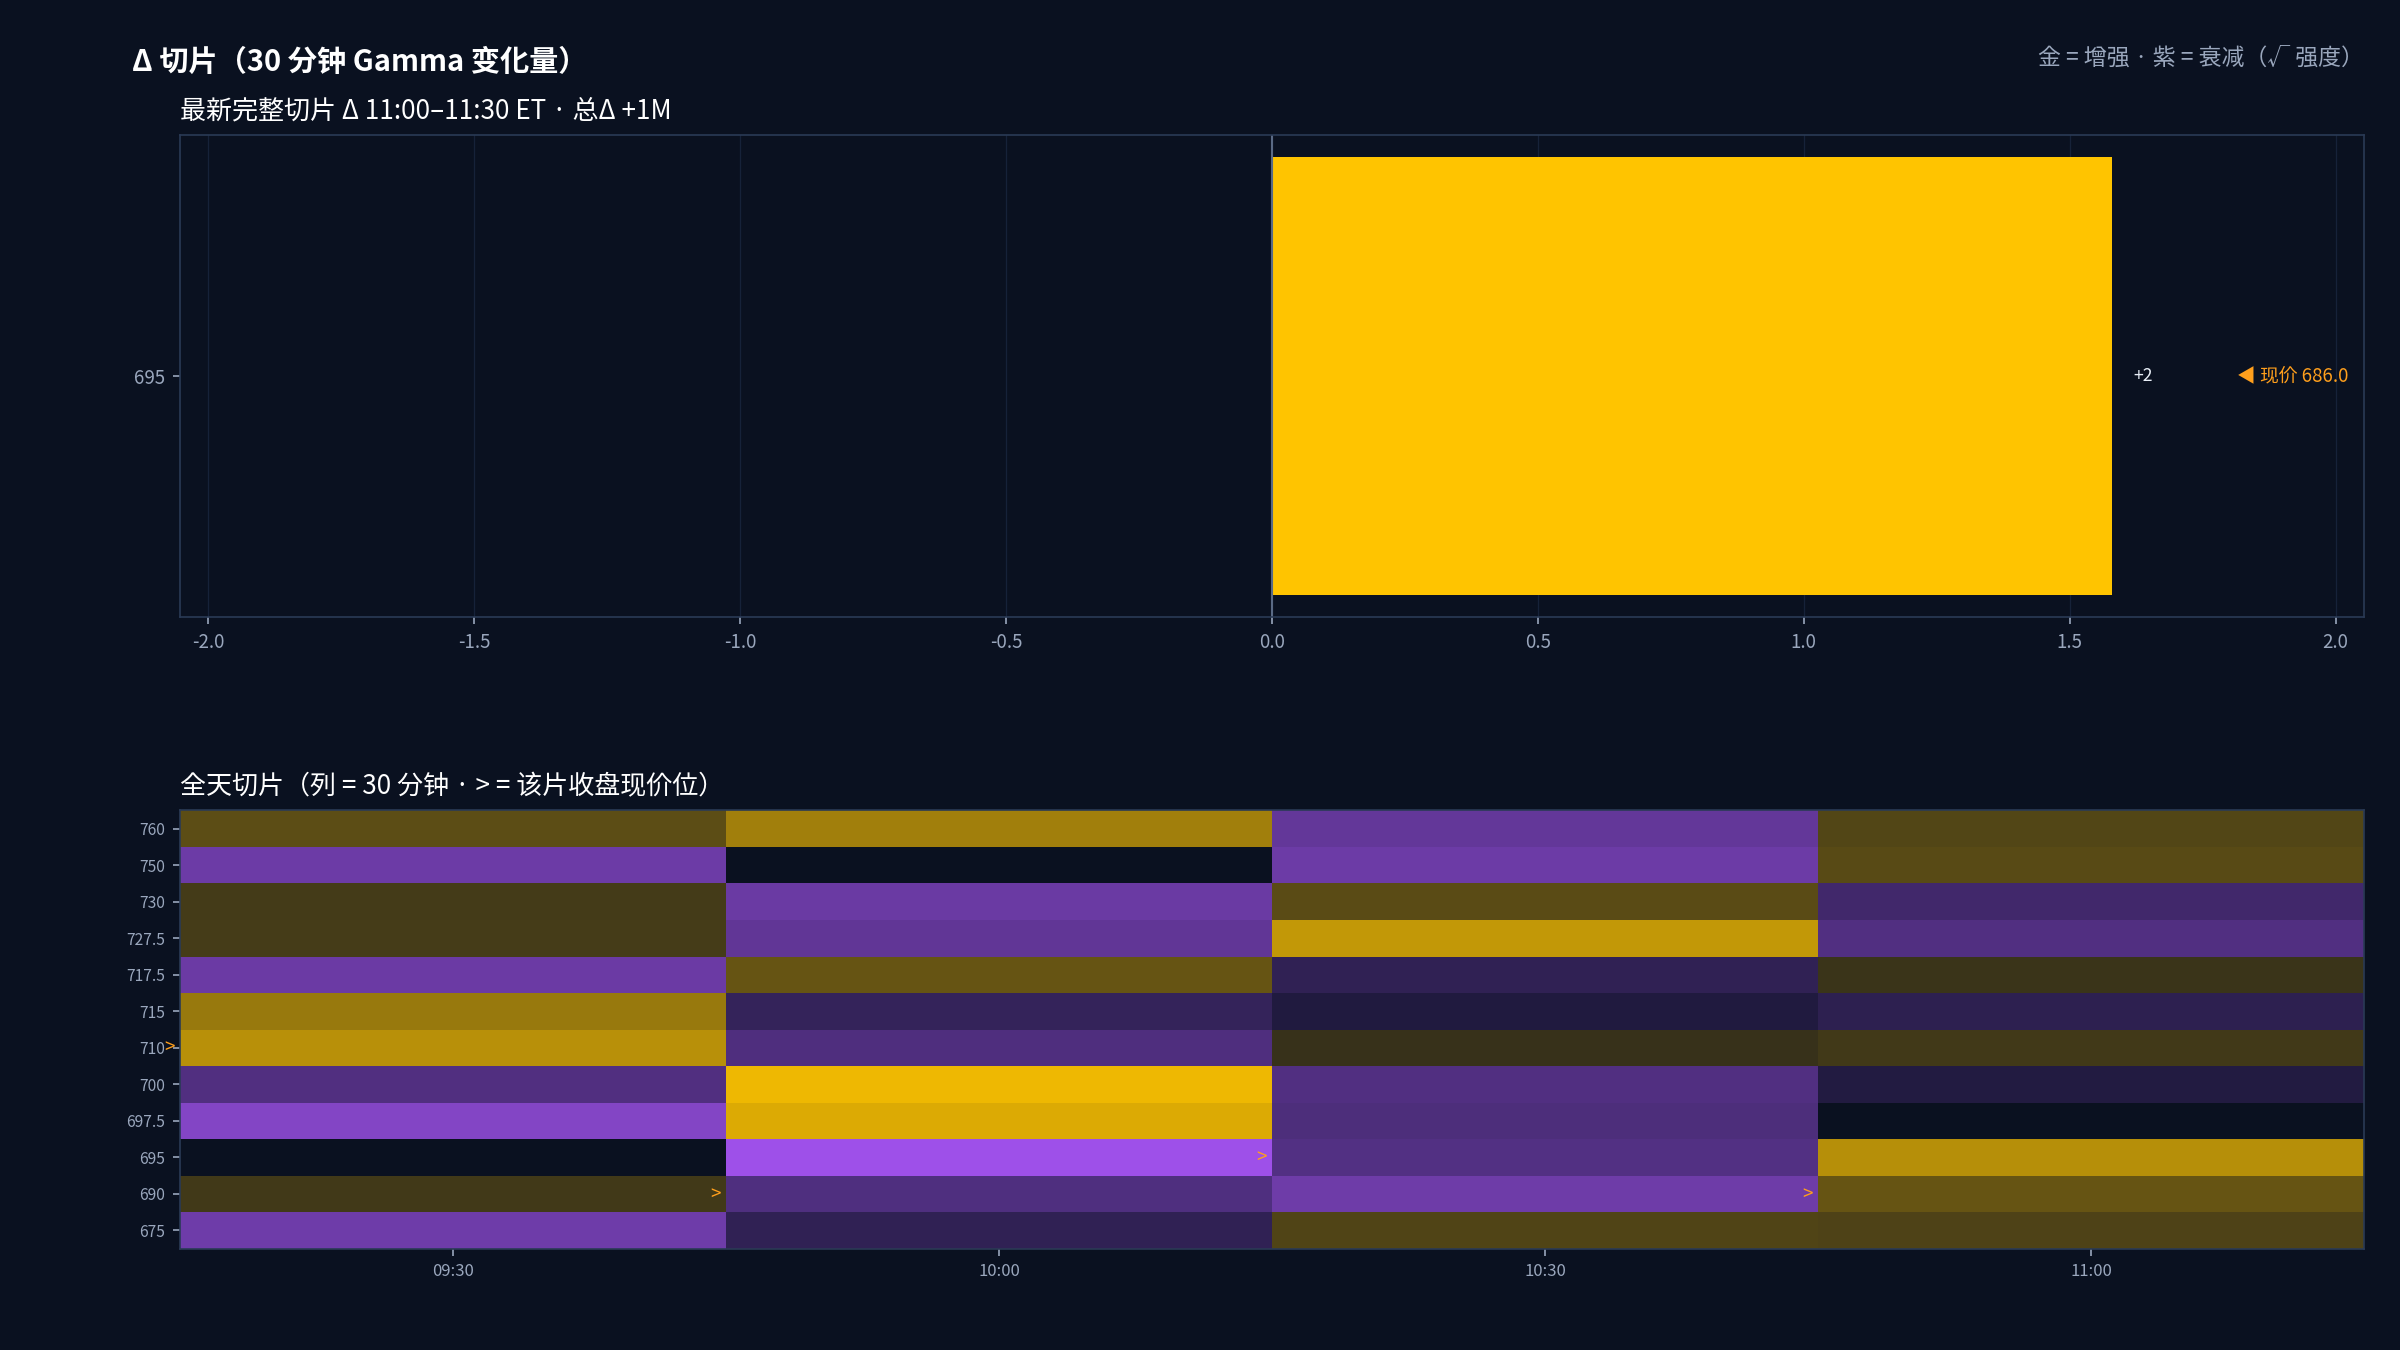 Δ 切片（30 分钟 Gamma 变化量）
金 = 增强 · 紫 = 衰减（√ 强度）
最新完整切片 Δ 11:00–11:30 ET · 总Δ +1M
695
+2
◀ 现价 686.0
-2.0 -1.5 -1.0 -0.5 0.0 0.5 1.0 1.5 2.0
全天切片（列 = 30 分钟 · > = 该片收盘现价位）
760
750
730
727.5
717.5
715
710 >
700
697.5
695 >
690 > >
675
09:30 10:00 10:30 11:00